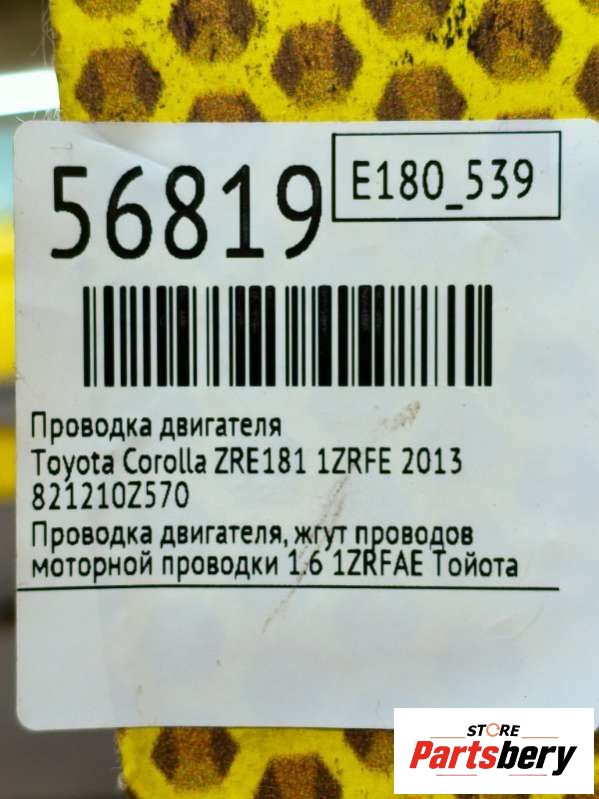 56819
E180_539
Проводка двигателя
Toyota Corolla ZRE181 1ZRFE 2013
821210Z570
Проводка двигателя, жгут проводов
моторной проводки 1.6 1ZRFAE Тойота
STORE
Partsbery